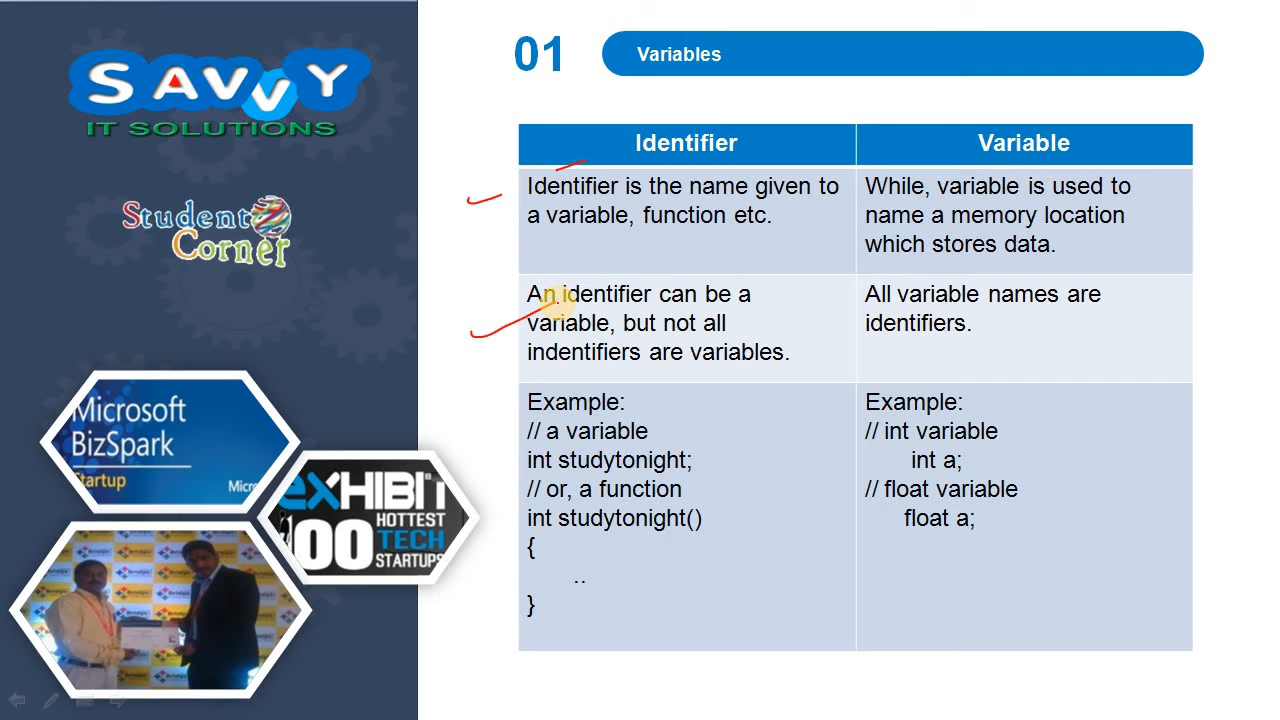 SAVVY
IT SOLUTIONS
Student
Corner
Microsoft
BizSpark
Startup
Micr
EXHIBIT
100
HOTTEST
TECH
STARTUPS
01
Variables
Identifier
Variable
Identifier is the name given to
a variable, function etc.
While, variable is used to
name a memory location
which stores data.
An identifier can be a
variable, but not all
indentifiers are variables.
All variable names are
identifiers.
Example:
// a variable
int studytonight;
// or, a function
int studytonight()
{
..
}
Example:
// int variable
int a;
// float variable
float a;